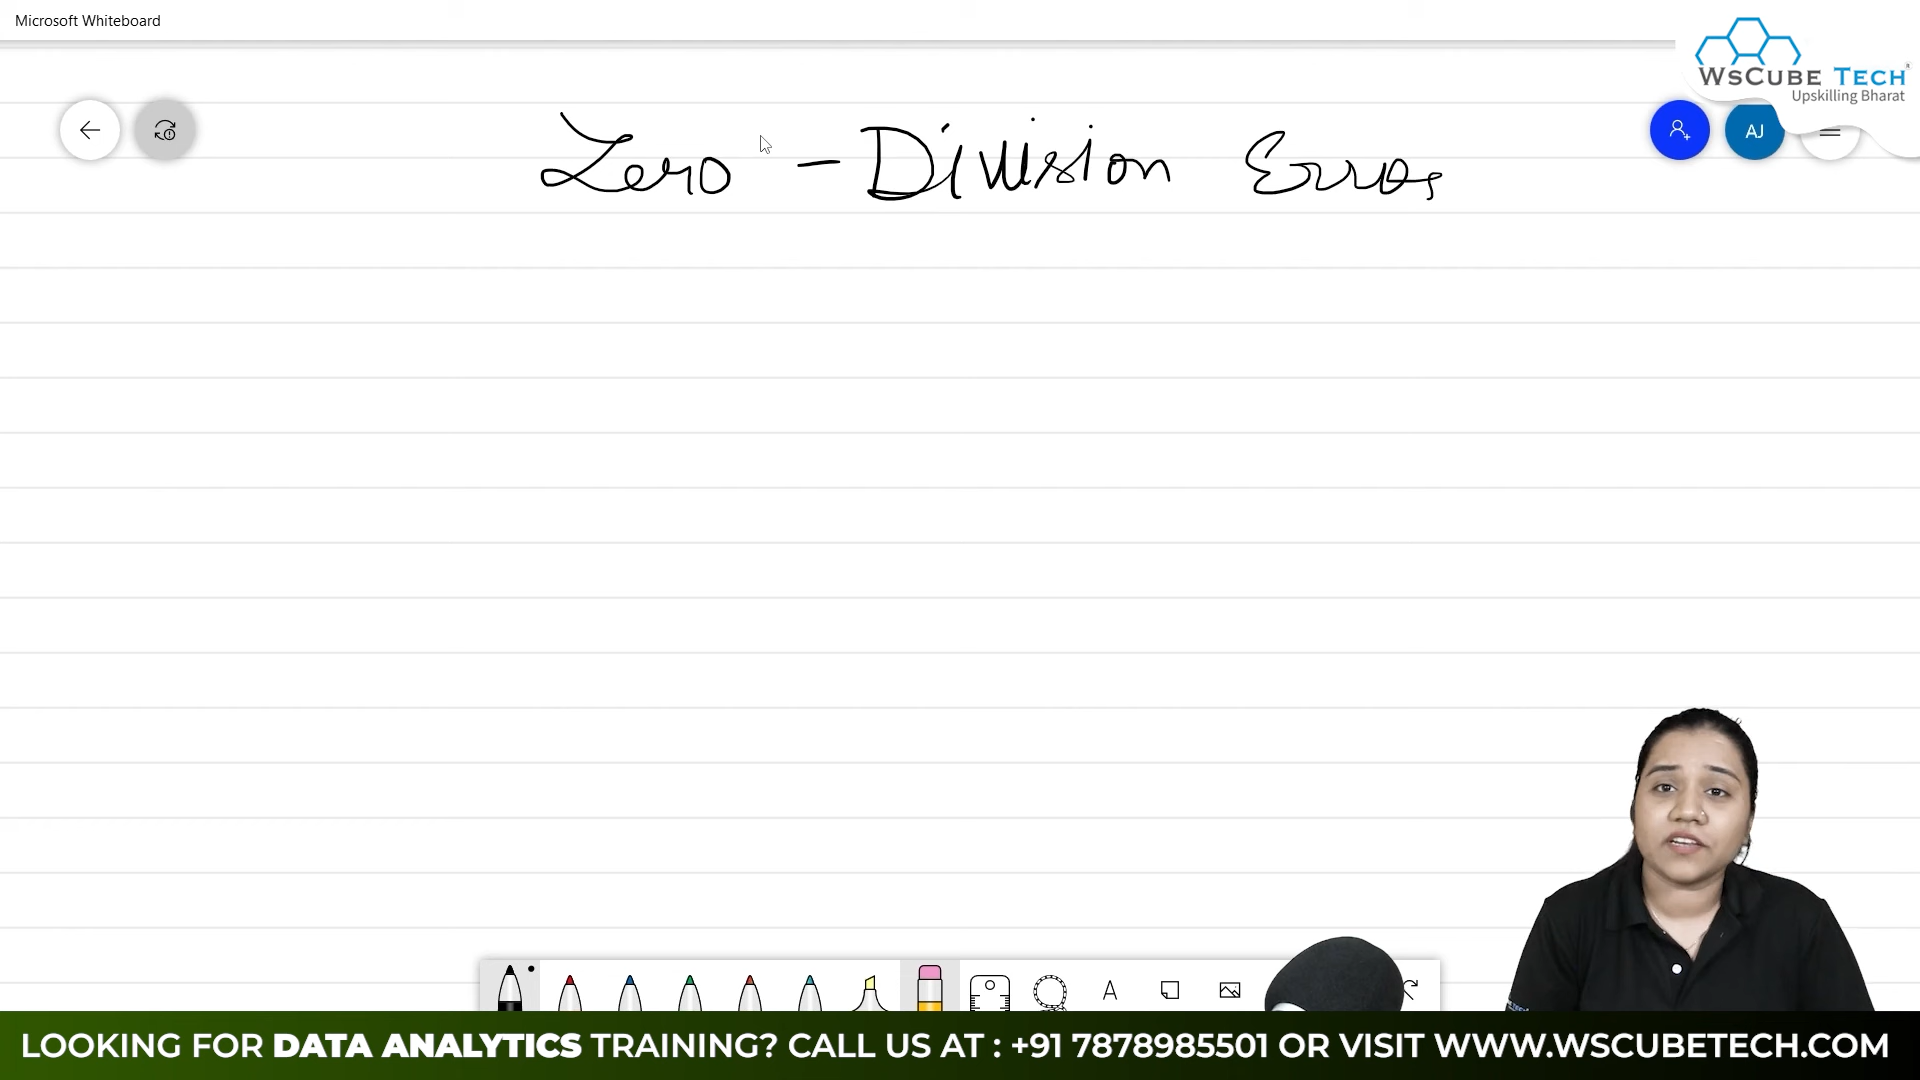 Microsoft Whiteboard
WsCube Tech
Upskilling Bharat
AJ
Zero - Division Error
A
LOOKING FOR DATA ANALYTICS TRAINING? CALL US AT : +91 7878985501 OR VISIT WWW.WSCUBETECH.COM